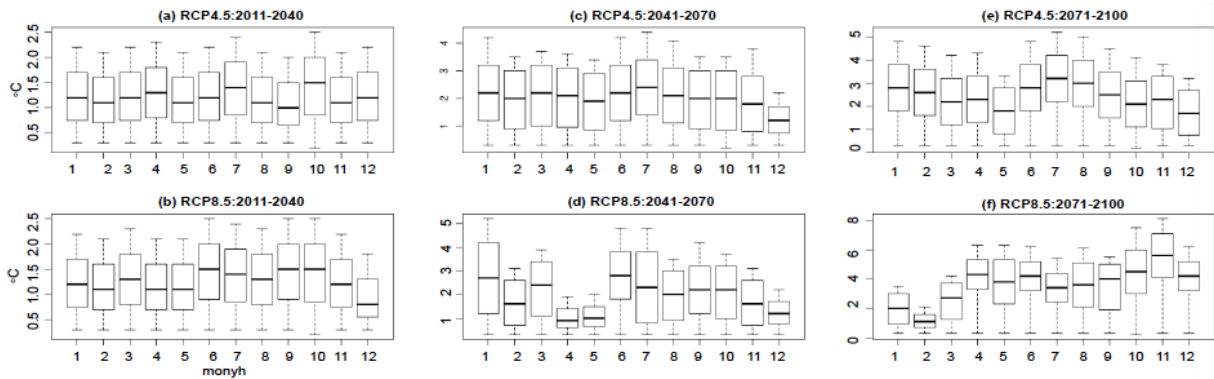 (a) RCP4.5:2011-2040
°C
2.5
2.0
1.5
1.0
0.5
1 2 3 4 5 6 7 8 9 10 11 12
(c) RCP4.5:2041-2070
4
3
2
1
1 2 3 4 5 6 7 8 9 10 11 12
(e) RCP4.5:2071-2100
5
4
3
2
1
0
1 2 3 4 5 6 7 8 9 10 11 12
(b) RCP8.5:2011-2040
°C
2.5
2.0
1.5
1.0
0.5
1 2 3 4 5 6 7 8 9 10 11 12
monyh
(d) RCP8.5:2041-2070
5
4
3
2
1
1 2 3 4 5 6 7 8 9 10 11 12
(f) RCP8.5:2071-2100
8
6
4
2
0
1 2 3 4 5 6 7 8 9 10 11 12